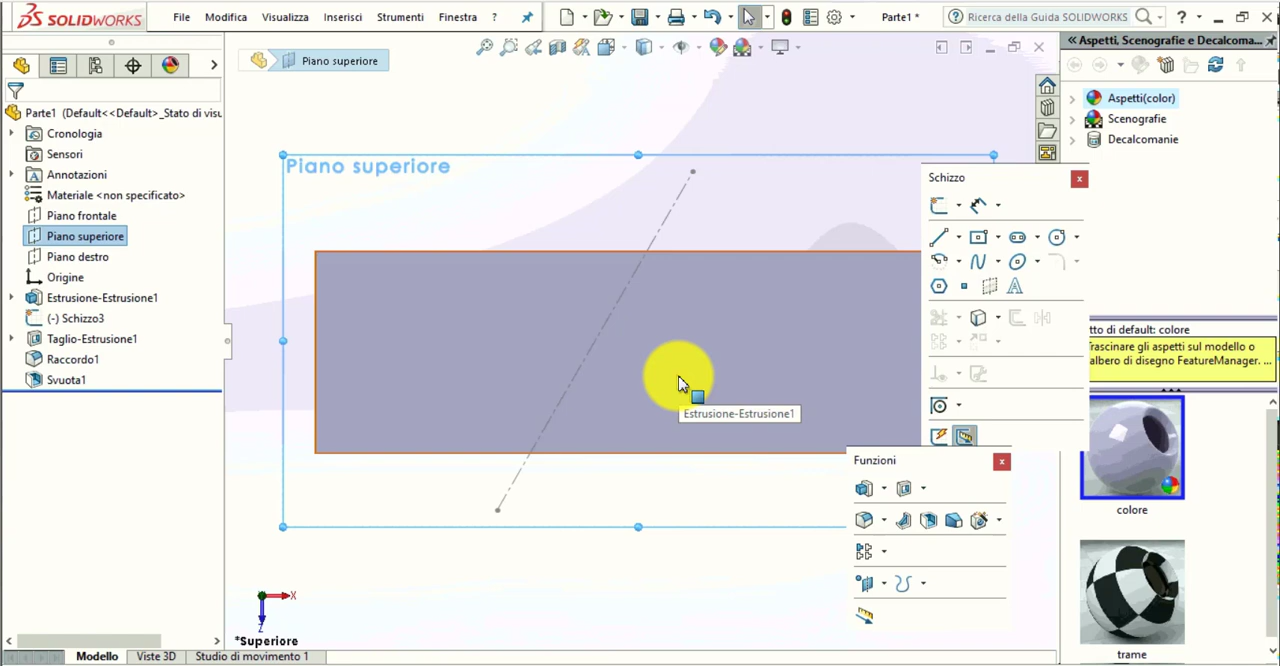 SOLIDWORKS
File
Modifica
Visualizza
Inserisci
Strumenti
Finestra
?
Parte1 *
Ricerca della Guida SOLIDWORKS
?
Piano superiore
Aspetti, Scenografie e Decalcoma...
Aspetti(color)
Scenografie
Decalcomanie
Parte1 (Default<<Default>_Stato di visu
Cronologia
Sensori
Annotazioni
Materiale <non specificato>
Piano frontale
Piano superiore
Piano destro
Origine
Estrusione-Estrusione1
(-) Schizzo3
Taglio-Estrusione1
Raccordo1
Svuota1
Piano superiore
Estrusione-Estrusione1
Schizzo
Funzioni
tto di default: colore
Trascinare gli aspetti sul modello o
albero di disegno FeatureManager. ...
colore
trame
X
Z
*Superiore
Modello
Viste 3D
Studio di movimento 1